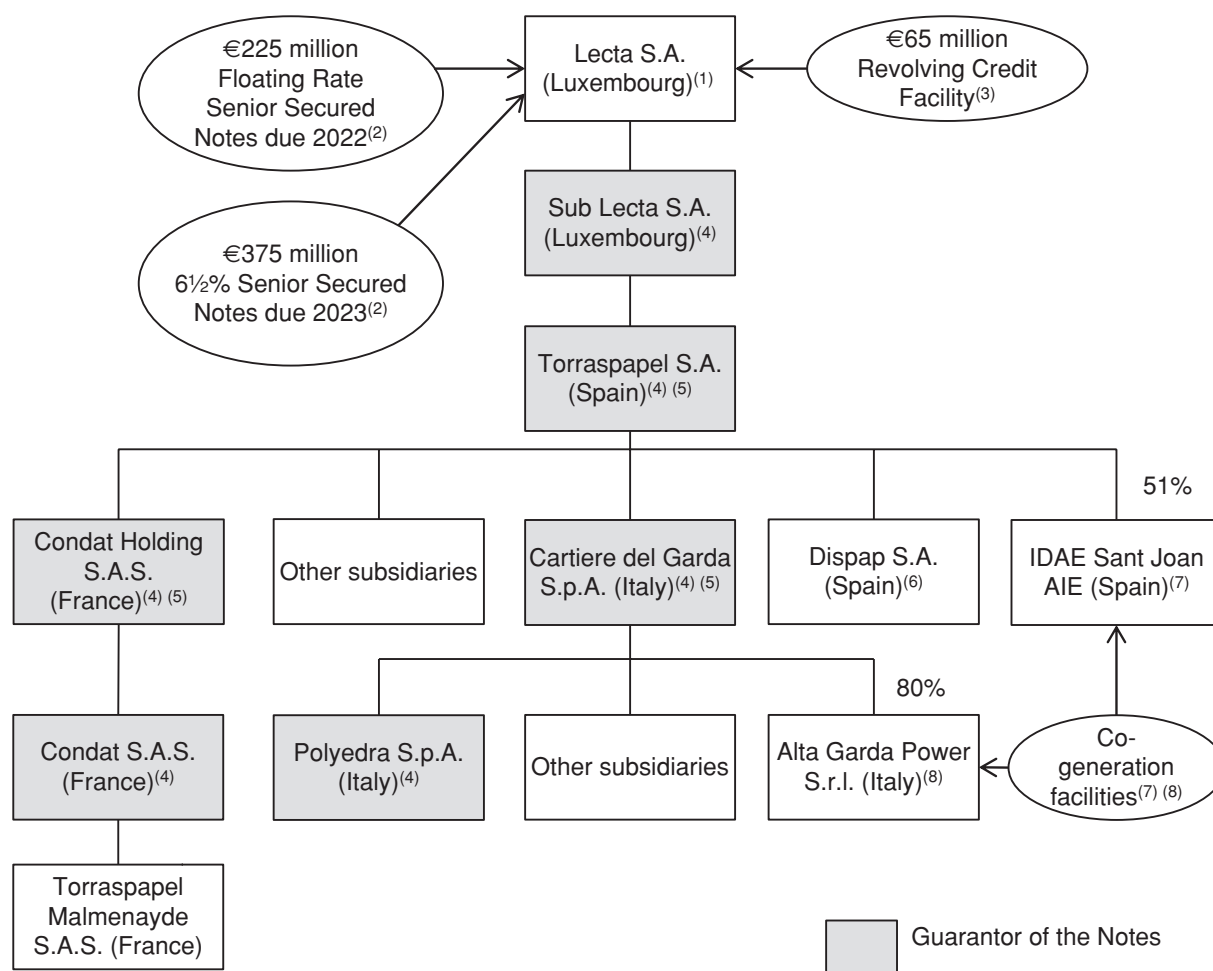 €225 million
Floating Rate
Senior Secured
Notes due 2022(2)
Lecta S.A.
(Luxembourg)(1)
€65 million
Revolving Credit
Facility(3)
€375 million
6½% Senior Secured
Notes due 2023(2)
Sub Lecta S.A.
(Luxembourg)(4)
Torraspapel S.A.
(Spain)(4) (5)
51%
Condat Holding
S.A.S.
(France)(4) (5)
Other subsidiaries
Cartiere del Garda
S.p.A. (Italy)(4) (5)
Dispap S.A.
(Spain)(6)
IDAE Sant Joan
AIE (Spain)(7)
80%
Condat S.A.S.
(France)(4)
Polyedra S.p.A.
(Italy)(4)
Other subsidiaries
Alta Garda Power
S.r.l. (Italy)(8)
Co-
generation
facilities(7) (8)
Torraspapel
Malmenayde
S.A.S. (France)
Guarantor of the Notes